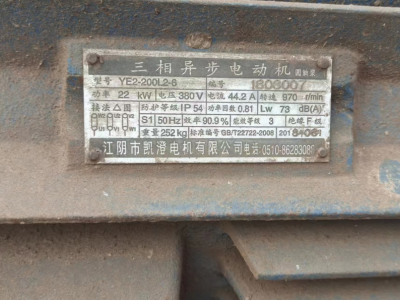 三相异步电动机
型号 YE2-200L2-6 编号 1806007
功率 22 kW 电压 380V 电流 44.2 A 转速 970 r/min
接法 △ 防护等级 IP 54 功率因数 0.81 Lw 73 dB(A)
S1 50Hz 效率 90.9% 能效等级 3 绝缘 F 级
重量 252 kg 标准编号 GB/T22722-2008
江阴市凯澄电机有限公司 电话 0510-86283089